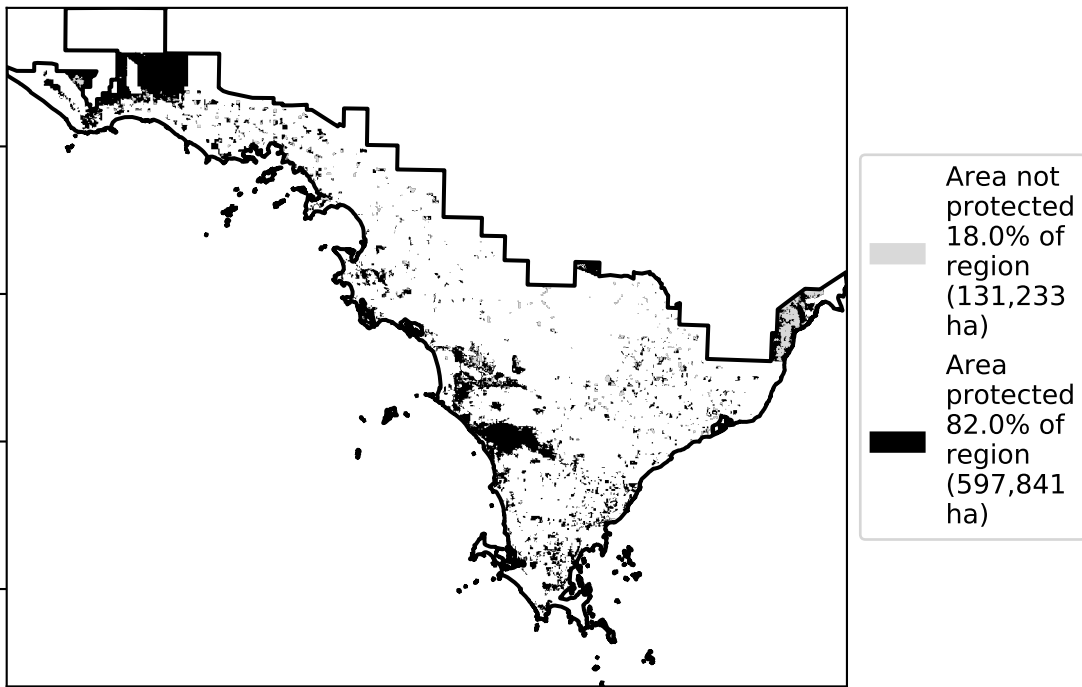 Area not
protected
18.0% of
region
(131,233
ha)
Area
protected
82.0% of
region
(597,841
ha)